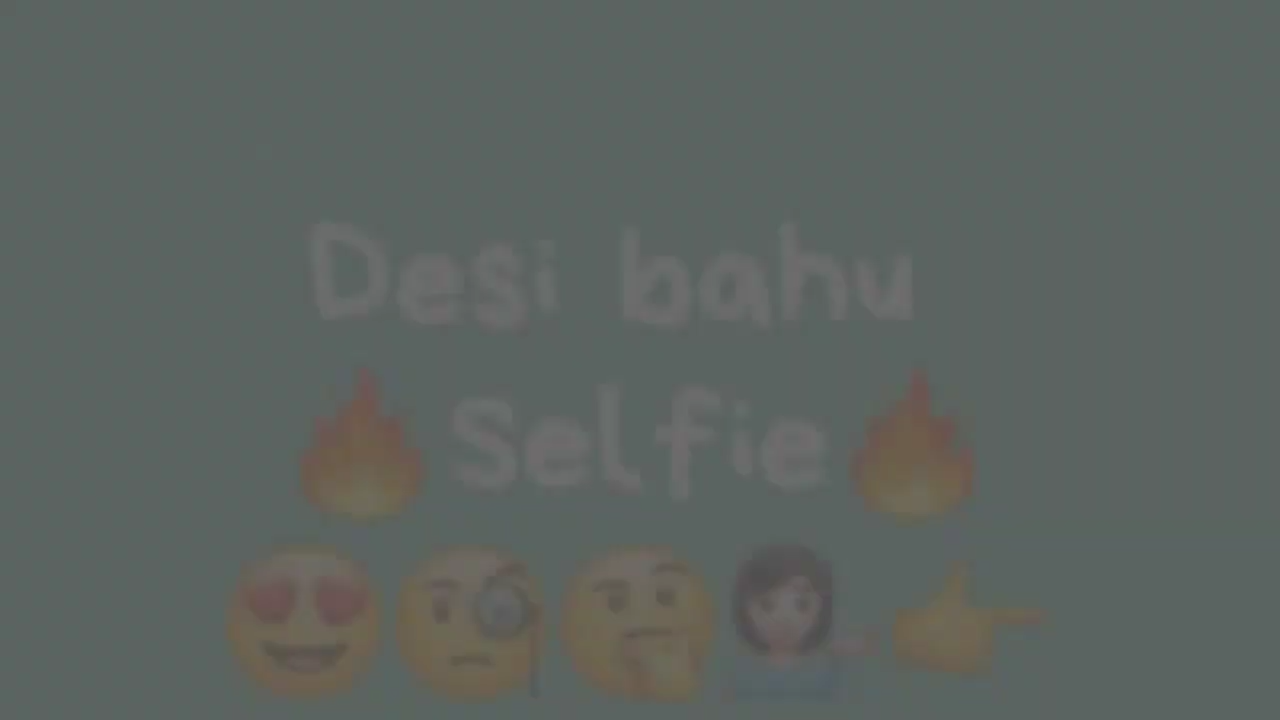 Desi bahu
🔥 Selfie 🔥
😍🧐🤔💁‍♀️👉